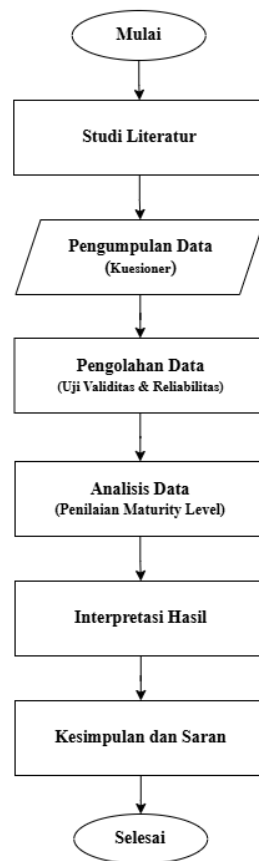 Mulai
Studi Literatur
Pengumpulan Data
(Kuesioner)
Pengolahan Data
(Uji Validitas & Reliabilitas)
Analisis Data
(Penilaian Maturity Level)
Interpretasi Hasil
Kesimpulan dan Saran
Selesai